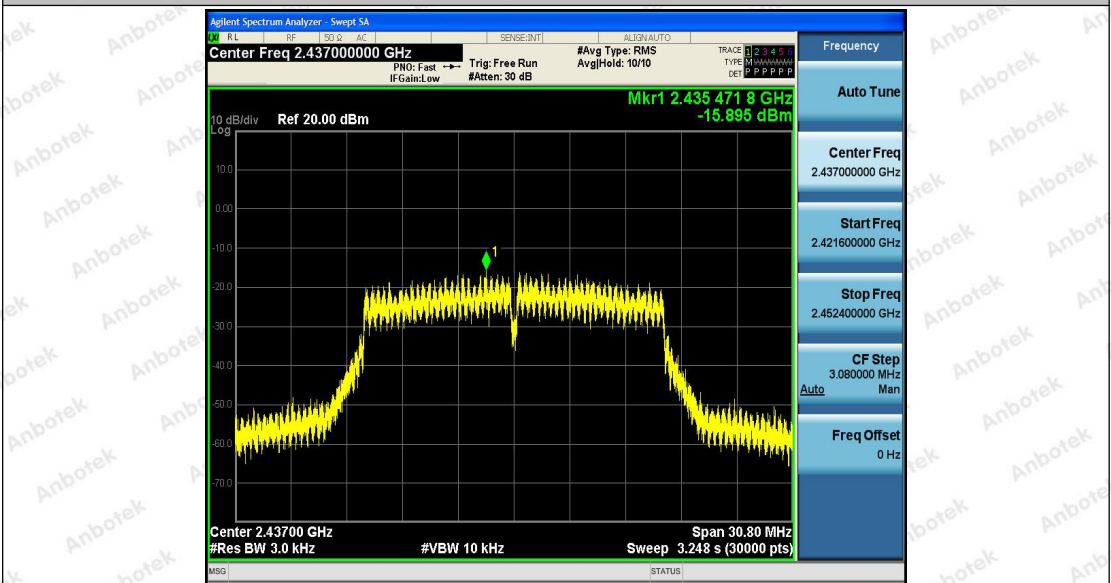 Agilent Spectrum Analyzer - Swept SA
RL RF 50 Ω AC SENSE:INT ALIGNAUTO
Center Freq 2.437000000 GHz
PNO: Fast
IFGain:Low
Trig: Free Run
#Atten: 30 dB
#Avg Type: RMS
Avg|Hold: 10/10
TRACE 1 2 3 4 5 6
TYPE M
DET P P P P P P
Mkr1 2.435 471 8 GHz
-15.895 dBm
10 dB/div Ref 20.00 dBm
Log
10.0
0.00
-10.0
-20.0
-30.0
-40.0
-50.0
-60.0
-70.0
1
Center 2.43700 GHz
Span 30.80 MHz
#Res BW 3.0 kHz
#VBW 10 kHz
Sweep 3.248 s (30000 pts)
MSG
STATUS
Frequency
Auto Tune
Center Freq
2.437000000 GHz
Start Freq
2.421600000 GHz
Stop Freq
2.452400000 GHz
CF Step
3.080000 MHz
Auto Man
Freq Offset
0 Hz
Anbotek